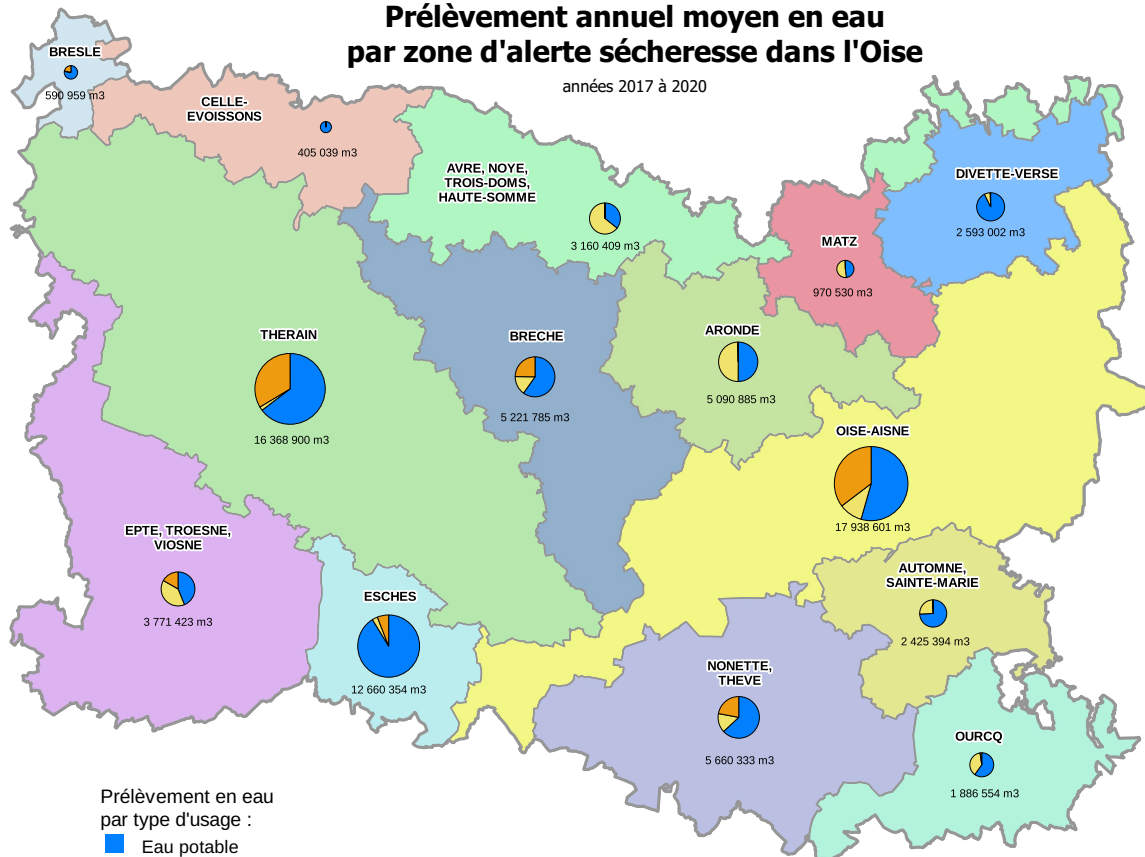 Prélèvement annuel moyen en eau
par zone d'alerte sécheresse dans l'Oise
années 2017 à 2020
BRESLE
590 959 m3
CELLE-
EVOISSONS
405 039 m3
AVRE, NOYE,
TROIS-DOMS,
HAUTE-SOMME
3 160 409 m3
DIVETTE-VERSE
2 593 002 m3
MATZ
970 530 m3
THERAIN
16 368 900 m3
BRECHE
5 221 785 m3
ARONDE
5 090 885 m3
OISE-AISNE
17 938 601 m3
EPTE, TROESNE,
VIOSNE
3 771 423 m3
ESCHES
12 660 354 m3
AUTOMNE,
SAINTE-MARIE
2 425 394 m3
NONETTE,
THEVE
5 660 333 m3
OURCQ
1 886 554 m3
Prélèvement en eau
par type d'usage :
Eau potable